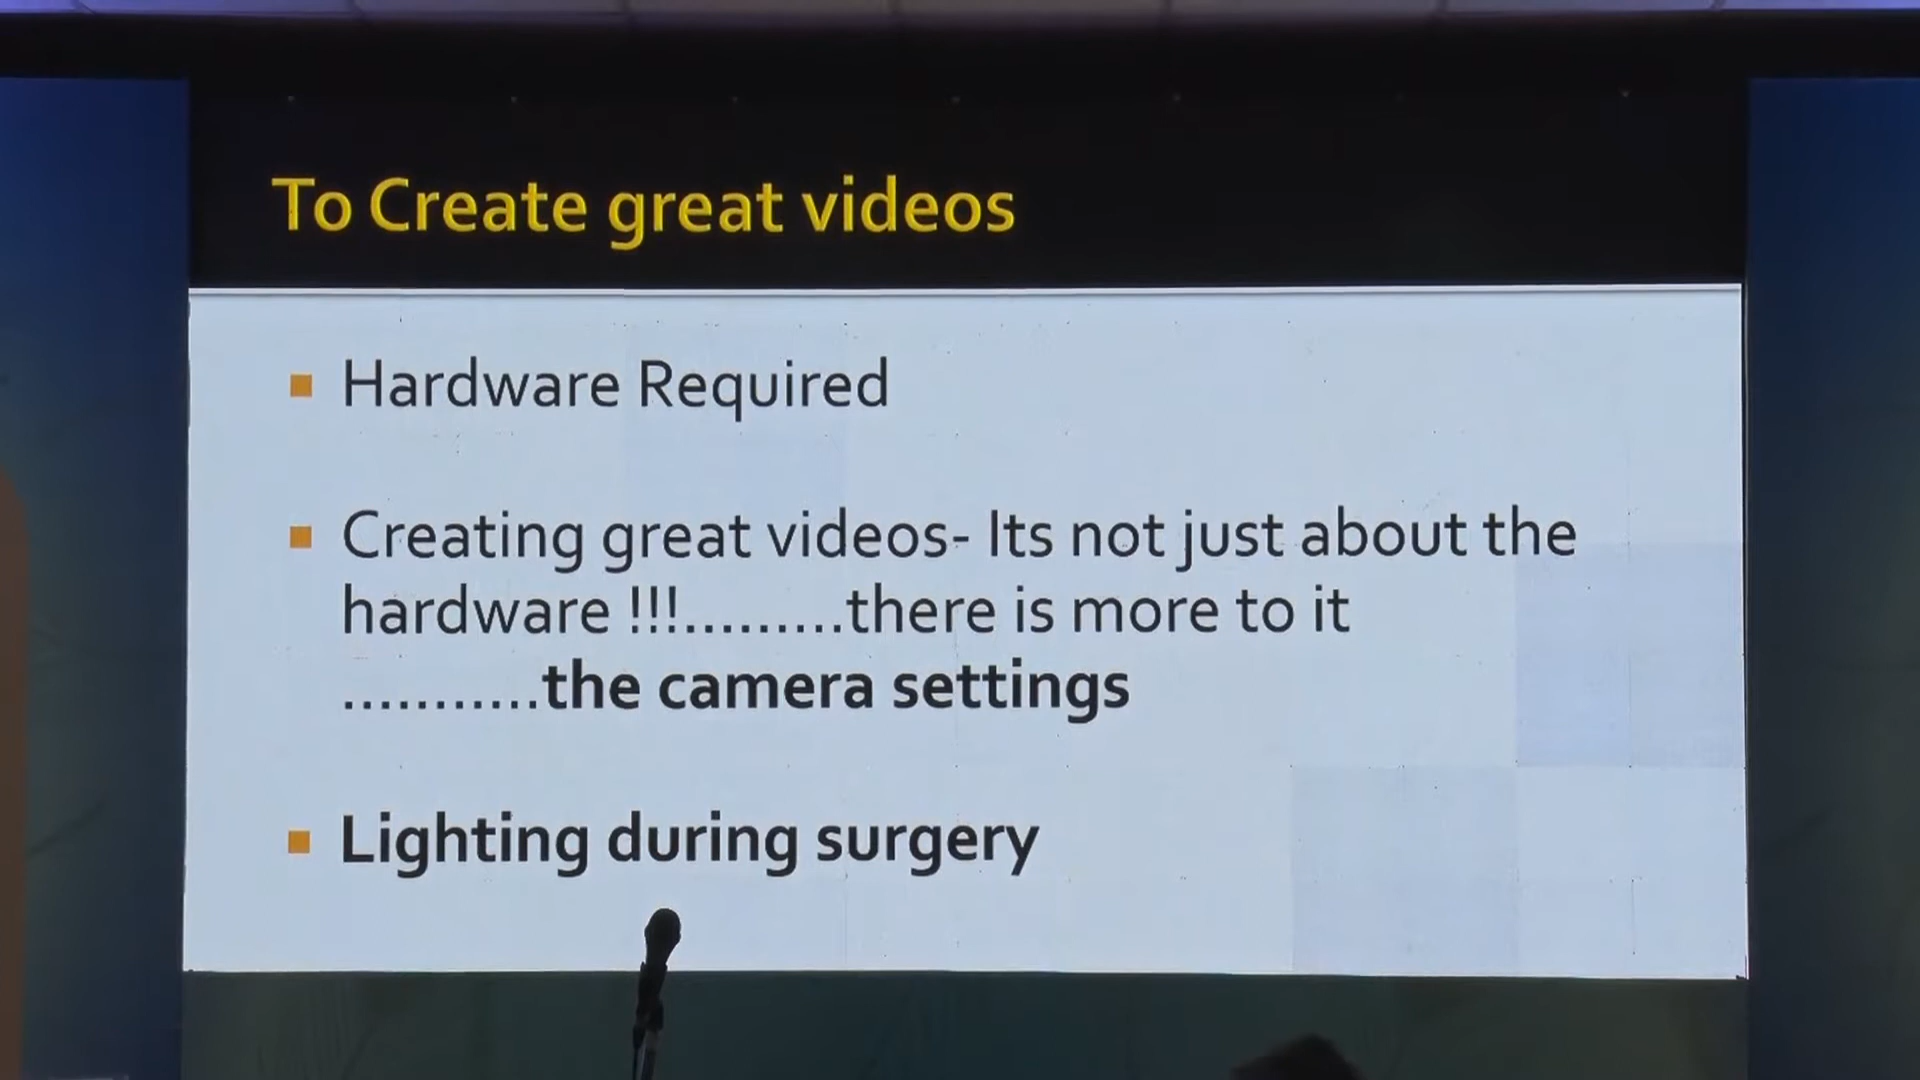 To Create great videos
Hardware Required
Creating great videos- Its not just about the
hardware !!!.........there is more to it
...........the camera settings
Lighting during surgery